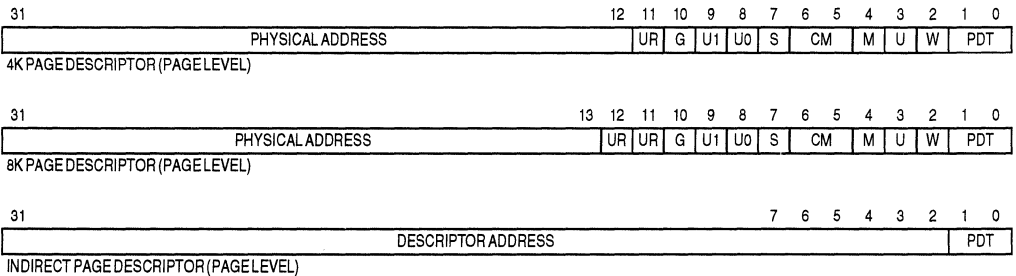 31 12 11 10 9 8 7 6 5 4 3 2 1 0
PHYSICAL ADDRESS UR G U1 U0 S CM M U W PDT
4K PAGE DESCRIPTOR (PAGE LEVEL)
31 13 12 11 10 9 8 7 6 5 4 3 2 1 0
PHYSICAL ADDRESS UR UR G U1 U0 S CM M U W PDT
8K PAGE DESCRIPTOR (PAGE LEVEL)
31 7 6 5 4 3 2 1 0
DESCRIPTOR ADDRESS PDT
INDIRECT PAGE DESCRIPTOR (PAGE LEVEL)